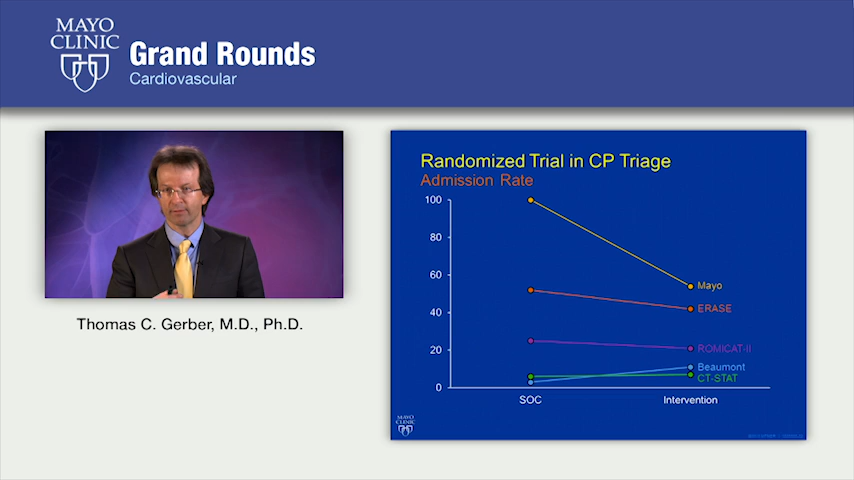 MAYO
CLINIC
Grand Rounds
Cardiovascular
Thomas C. Gerber, M.D., Ph.D.
Randomized Trial in CP Triage
Admission Rate
100
80
60
40
20
0
Mayo
ERASE
ROMICAT-II
Beaumont
CT-STAT
SOC
Intervention
MAYO
CLINIC